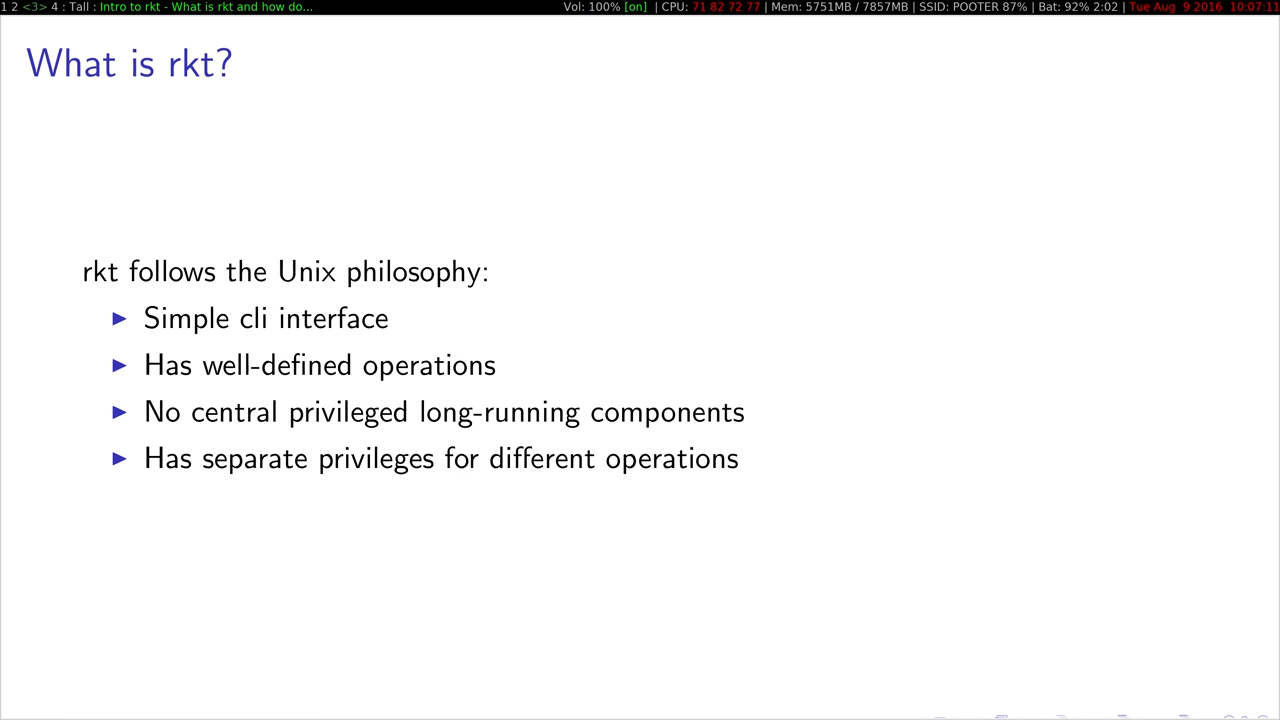 1 2 <3> 4 : Tall : Intro to rkt - What is rkt and how do... Vol: 100% [on] | CPU: 71 82 72 77 | Mem: 5751MB / 7857MB | SSID: POOTER 87% | Bat: 92% 2:02 | Tue Aug 9 2016 10:07:11
What is rkt?
rkt follows the Unix philosophy:
Simple cli interface
Has well-defined operations
No central privileged long-running components
Has separate privileges for different operations